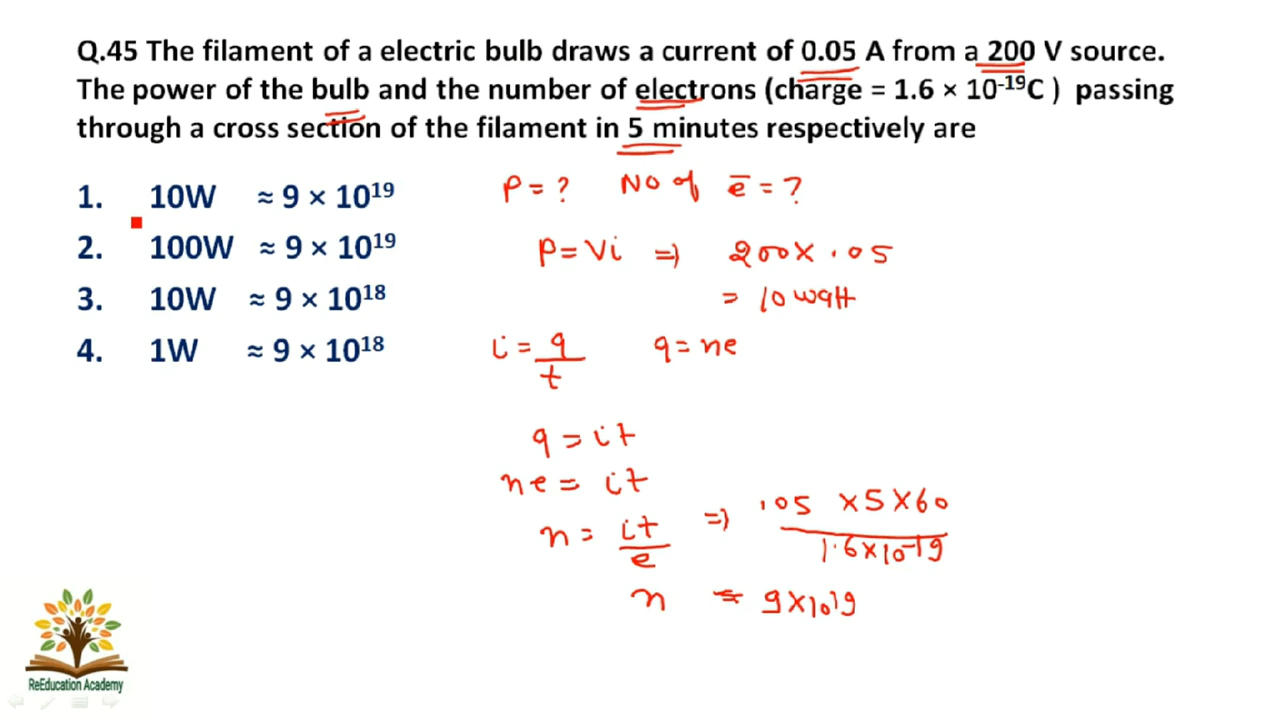 Q.45 The filament of a electric bulb draws a current of 0.05 A from a 200 V source.
The power of the bulb and the number of electrons (charge = 1.6 × 10⁻¹⁹C ) passing
through a cross section of the filament in 5 minutes respectively are
1. 10W ≈ 9 × 10¹⁹
2. 100W ≈ 9 × 10¹⁹
3. 10W ≈ 9 × 10¹⁸
4. 1W ≈ 9 × 10¹⁸
P = ? No of e̅ = ?
P = Vi ⇒ 200 × .05
= 10 watt
i = q/t q = ne
q = it
ne = it
n = it/e ⇒ .05 × 5 × 60 / 1.6 × 10⁻¹⁹
n ≈ 9 × 10¹⁹
ReEducation Academy